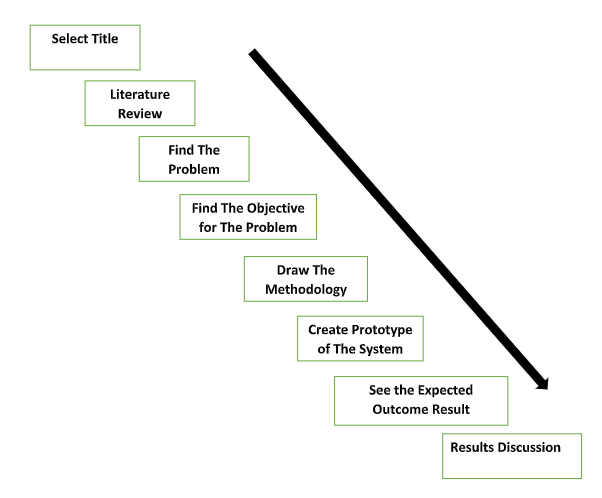 Select Title
Literature
Review
Find The
Problem
Find The Objective
for The Problem
Draw The
Methodology
Create Prototype
of The System
See the Expected
Outcome Result
Results Discussion